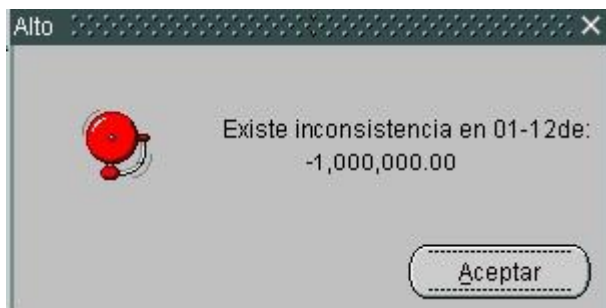 Alto
Existe inconsistencia en 01-12de:
-1,000,000.00
Aceptar